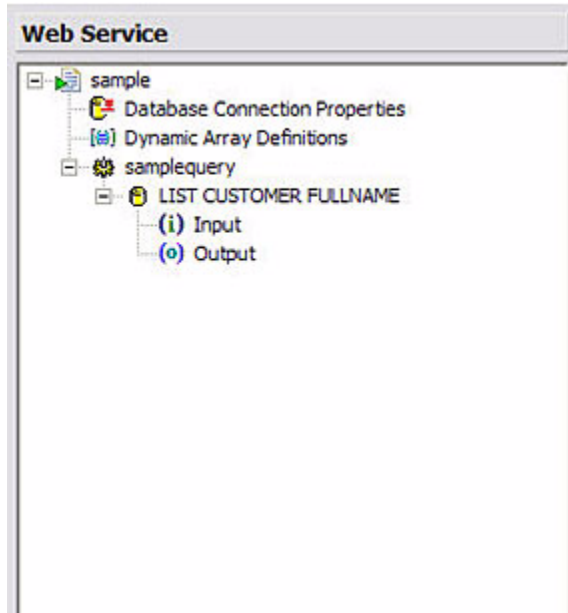 Web Service
sample
Database Connection Properties
Dynamic Array Definitions
samplequery
LIST CUSTOMER FULLNAME
(i) Input
(o) Output